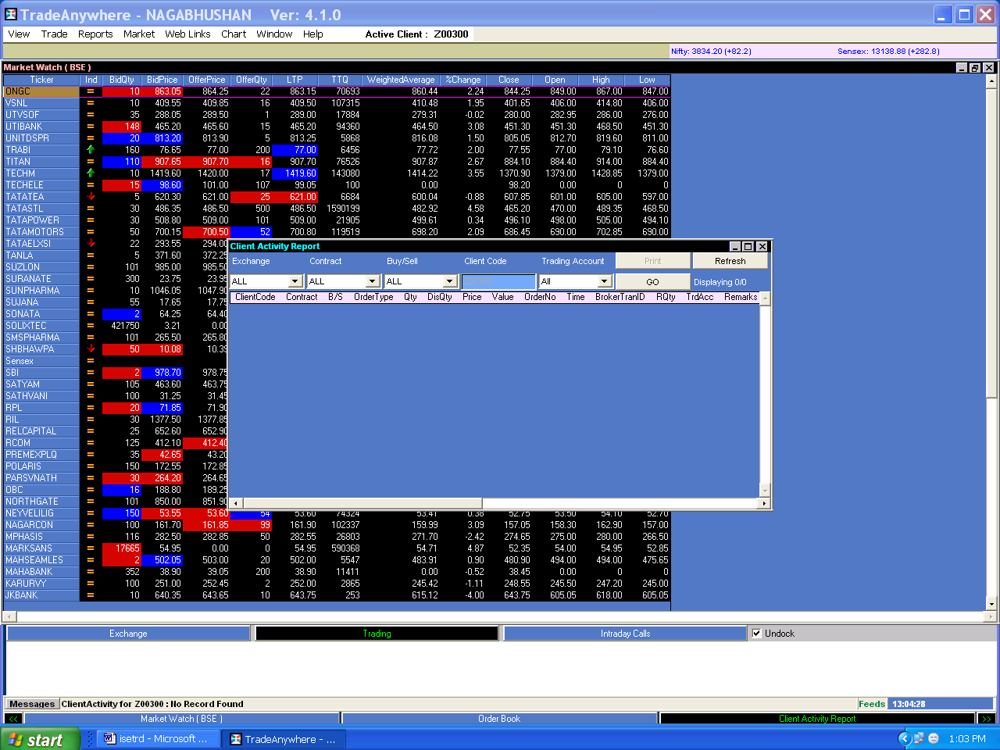 TradeAnywhere - NAGABHUSHAN    Ver: 4.1.0
View Trade Reports Market Web Links Chart Window Help Active Client : Z00300
Nifty: 3834.20 (+82.2) Sensex: 13138.88 (+282.8)
Market Watch ( BSE )
Ticker Ind BidQty BidPrice OfferPrice OfferQty LTP TTQ WeightedAverage %Change Close Open High Low
ONGC = 10 863.05 864.25 22 863.15 70693 860.44 2.24 844.25 849.00 867.00 847.00
VSNL = 10 409.55 409.85 16 409.50 107315 410.48 1.95 401.65 406.00 414.80 406.00
UTVSOF = 35 288.05 289.50 1 289.00 17884 279.31 -0.02 280.00 282.95 286.00 276.00
UTIBANK = 148 465.20 465.60 15 465.20 94360 464.50 3.08 451.30 451.30 468.50 451.30
UNITDSPR = 20 813.20 813.90 5 813.25 5868 816.08 1.50 805.05 812.70 819.60 811.00
TRABI 160 76.65 77.00 200 77.00 6456 77.72 2.00 77.55 77.00 79.10 76.60
TITAN = 110 907.65 907.70 16 907.70 76526 907.87 2.67 884.10 884.40 914.00 884.40
TECHM 10 1419.60 1420.00 17 1419.60 143080 1414.22 3.55 1370.90 1379.00 1428.85 1379.00
TECHELE = 15 98.60 101.00 107 99.05 100 0.00 98.20 0.00 0 0
TATATEA 5 620.30 621.00 25 621.00 6684 600.04 -0.88 607.85 601.00 605.00 597.00
TATASTL = 30 486.35 486.50 500 486.50 1590199 482.92 4.58 465.20 470.00 489.35 468.50
TATAPOWER = 30 508.80 509.00 101 509.00 21905 499.61 0.34 496.10 498.00 505.00 494.10
TATAMOTORS = 50 700.15 700.50 52 700.80 119519 698.20 2.09 686.45 690.00 702.85 690.00
TATAELXSI 22 293.55 294.00
TANLA = 5 371.60 372.25
SUZLON = 101 985.00 985.50
SURANATE = 300 23.75 23.95
SUNPHARMA = 10 1046.05 1047.90
SUJANA = 55 17.65 17.75
SONATA = 2 64.25 64.40
SOLIXTEC = 421750 3.21 0.00
SMSPHARMA = 101 265.50 265.80
SHBHAWPA 50 10.08 10.39
Sensex =
SBI = 2 978.70 978.75
SATYAM = 105 463.60 463.75
SATHVANI = 100 31.25 31.45
RPL = 20 71.85 71.90
RIL = 30 1377.50 1377.85
RELCAPITAL = 25 652.60 652.90
RCOM = 125 412.10 412.40
PREMEXPLQ = 35 42.65 43.20
POLARIS = 150 172.55 172.85
PARSVNATH = 30 264.20 264.65
OBC = 16 188.80 189.25
NORTHGATE = 101 850.00 851.90
NEYVELILIG = 150 53.55 53.60 54 53.60 74324 53.41 0.38 52.75 53.50 54.10 52.70
NAGARCON = 100 161.70 161.85 99 161.90 102337 159.99 3.09 157.05 158.30 162.90 157.00
MPHASIS = 116 282.50 282.85 50 282.55 26803 271.70 -2.42 274.65 275.00 280.00 266.50
MARKSANS = 17665 54.95 0.00 0 54.95 590368 54.71 4.87 52.35 54.00 54.95 52.85
MAHSEAMLES = 2 502.05 503.00 20 502.00 5547 483.91 0.90 480.90 494.00 494.00 475.65
MAHABANK = 352 38.90 39.05 200 38.90 11411 0.00 -0.52 38.45 0.00 0 0
KARURVY = 100 251.00 252.45 2 252.00 2865 245.42 -1.11 248.55 245.50 247.20 245.00
JKBANK = 10 640.35 643.65 10 643.75 253 615.12 -4.00 643.75 605.05 618.00 605.05
Client Activity Report
Exchange Contract Buy/Sell Client Code Trading Account Print Refresh
ALL ALL ALL All GO Displaying 0/0
ClientCode Contract B/S OrderType Qty DisQty Price Value OrderNo Time BrokerTranID RQty TrdAcc Remarks
Exchange Trading Intraday Calls Undock
Messages ClientActivity for Z00300 : No Record Found Feeds 13:04:28
<< Market Watch ( BSE ) Order Book Client Activity Report >>
start isetrd - Microsoft ... TradeAnywhere - ... 1:03 PM